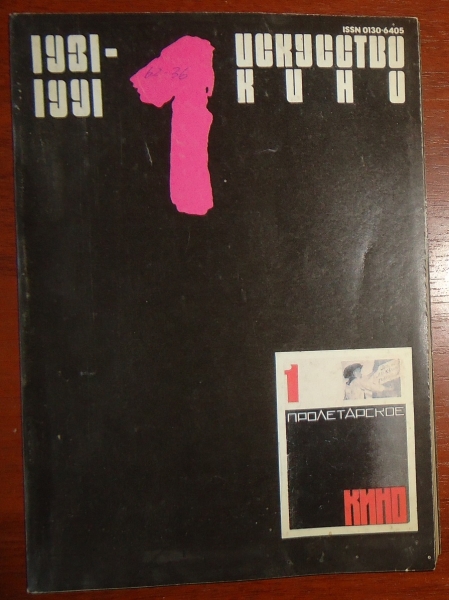 ISSN 0130-6405
1931-
1991
1
ИСКУССТВО
КИНО
1
ПРОЛЕТАРСКОЕ
КИНО